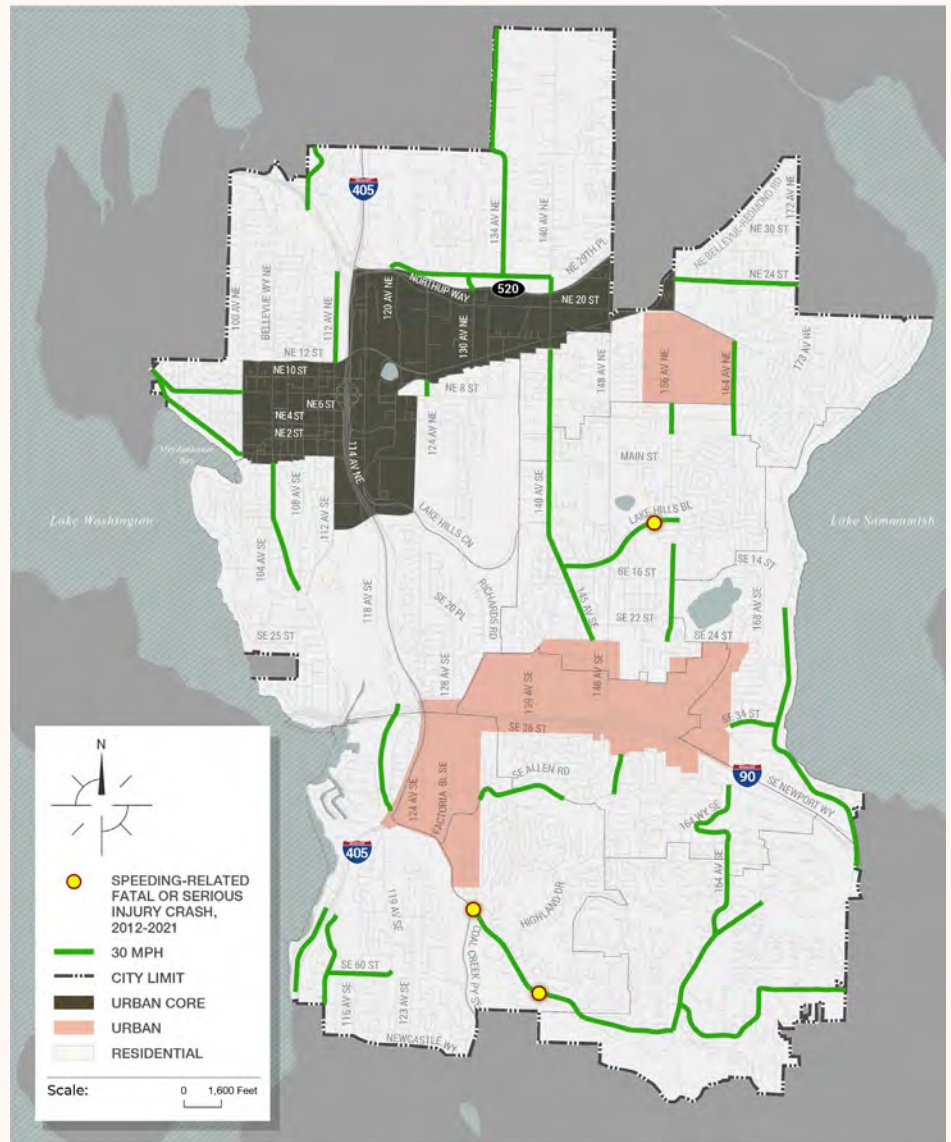 405
134 AV NE
140 AV NE
NE 29TH PL
NE BELLEVUE-REDMOND RD
172 AV NE
NE 30 ST
NE 24 ST
NORTHUP WAY
520
NE 20 ST
100 AV NE
BELLEVUE WY NE
112 AV NE
120 AV NE
130 AV NE
NE 12 ST
NE10 ST
NE6 ST
NE4 ST
NE2 ST
NE 8 ST
124 AV NE
148 AV NE
156 AV NE
164 AV NE
173 AV NE
114 AV NE
MAIN ST
Meydenbauer
Bay
Lake Washington
108 AV SE
112 AV SE
104 AV SE
LAKE HILLS CN
140 AV SE
LAKE HILLS BL
Lake Sammamish
SE 14 ST
SE 16 ST
118 AV SE
SE 20 PL
RICHARDS RD
145 AV SE
SE 22 ST
168 AV SE
SE 25 ST
SE 24 ST
128 AV SE
139 AV SE
146 AV SE
SE 36 ST
SE 34 ST
124 AV SE
FACTORIA BL SE
SE ALLEN RD
90
SE NEWPORT WY
164 WY SE
164 AV SE
405
119 AV SE
HIGHLAND DR
COAL CREEK PY S
SE 60 ST
116 AV SE
123 AV SE
NEWCASTLE WY
N
SPEEDING-RELATED
FATAL OR SERIOUS
INJURY CRASH,
2012-2021
30 MPH
CITY LIMIT
URBAN CORE
URBAN
RESIDENTIAL
Scale:
0 1,600 Feet